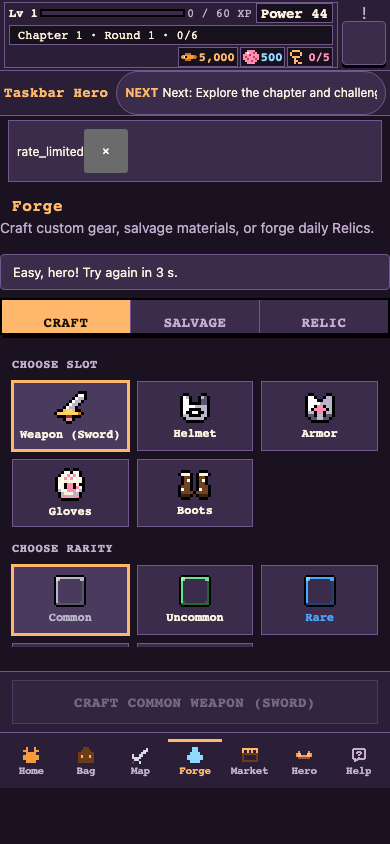 Lv 1 0 / 60 XP Power 44 !
Chapter 1 · Round 1 · 0/6
5,000 500 0/5
Taskbar Hero NEXT Next: Explore the chapter and challeng
rate_limited ×
Forge
Craft custom gear, salvage materials, or forge daily Relics.
Easy, hero! Try again in 3 s.
CRAFT SALVAGE RELIC
CHOOSE SLOT
Weapon (Sword) Helmet Armor
Gloves Boots
CHOOSE RARITY
Common Uncommon Rare
CRAFT COMMON WEAPON (SWORD)
Home Bag Map Forge Market Hero Help